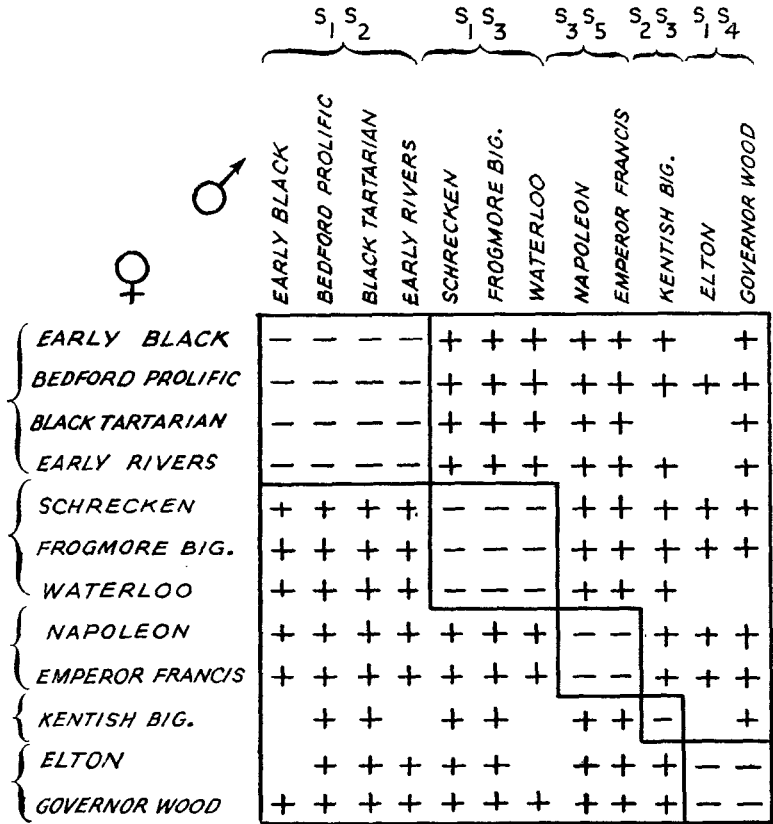 S₁ S₂ S₁ S₃ S₃ S₅ S₂ S₃ S₁ S₄
EARLY BLACK
BEDFORD PROLIFIC
BLACK TARTARIAN
EARLY RIVERS
SCHRECKEN
FROGMORE BIG.
WATERLOO
NAPOLEON
EMPEROR FRANCIS
KENTISH BIG.
ELTON
GOVERNOR WOOD
♂
♀
EARLY BLACK − − − − + + + + + + +
BEDFORD PROLIFIC − − − − + + + + + + + +
BLACK TARTARIAN − − − − + + + + + +
EARLY RIVERS − − − − + + + + + + +
SCHRECKEN + + + + − − − + + + + +
FROGMORE BIG. + + + + − − − + + + + +
WATERLOO + + + + − − − + + +
NAPOLEON + + + + + + + − − + + +
EMPEROR FRANCIS + + + + + + + − − + + +
KENTISH BIG. + + + + + + − +
ELTON + + + + + + + + − −
GOVERNOR WOOD + + + + + + + + + + − −